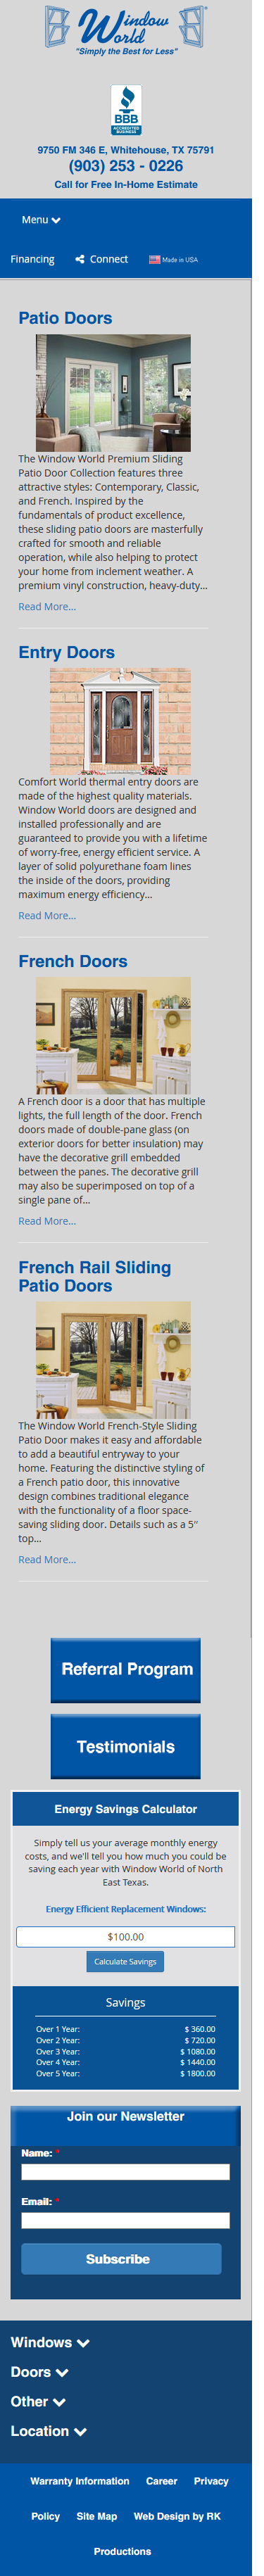 Window
World
"Simply the Best for Less"
BBB
ACCREDITED
BUSINESS
9750 FM 346 E, Whitehouse, TX 75791
(903) 253 - 0226
Call for Free In-Home Estimate
Menu
Financing Connect Made in USA
Patio Doors
The Window World Premium Sliding
Patio Door Collection features three
attractive styles: Contemporary, Classic,
and French. Inspired by the
fundamentals of product excellence,
these sliding patio doors are masterfully
crafted for smooth and reliable
operation, while also helping to protect
your home from inclement weather. A
premium vinyl construction, heavy-duty...
Read More...
Entry Doors
Comfort World thermal entry doors are
made of the highest quality materials.
Window World doors are designed and
installed professionally and are
guaranteed to provide you with a lifetime
of worry-free, energy efficient service. A
layer of solid polyurethane foam lines
the inside of the doors, providing
maximum energy efficiency...
Read More...
French Doors
A French door is a door that has multiple
lights, the full length of the door. French
doors made of double-pane glass (on
exterior doors for better insulation) may
have the decorative grill embedded
between the panes. The decorative grill
may also be superimposed on top of a
single pane of...
Read More...
French Rail Sliding
Patio Doors
The Window World French-Style Sliding
Patio Door makes it easy and affordable
to add a beautiful entryway to your
home. Featuring the distinctive styling of
a French patio door, this innovative
design combines traditional elegance
with the functionality of a floor space-
saving sliding door. Details such as a 5″
top...
Read More...
Referral Program
Testimonials
Energy Savings Calculator
Simply tell us your average monthly energy
costs, and we'll tell you how much you could be
saving each year with Window World of North
East Texas.
Energy Efficient Replacement Windows:
$100.00
Calculate Savings
Savings
Over 1 Year: $ 360.00
Over 2 Year: $ 720.00
Over 3 Year: $ 1080.00
Over 4 Year: $ 1440.00
Over 5 Year: $ 1800.00
Join our Newsletter
Name: *
Email: *
Subscribe
Windows
Doors
Other
Location
Warranty Information Career Privacy
Policy Site Map Web Design by RK
Productions